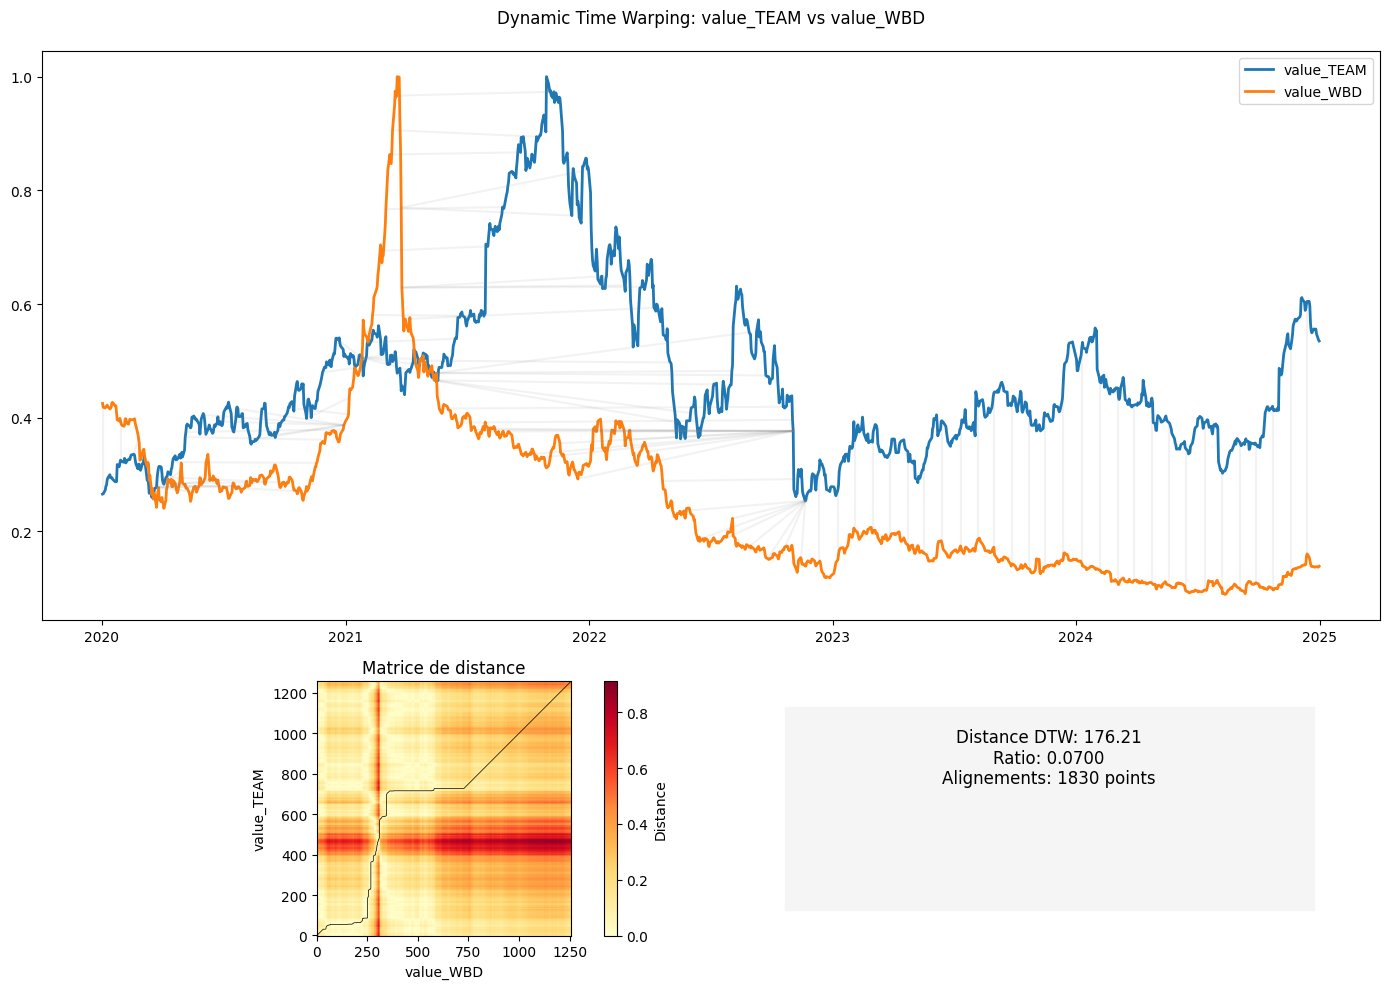 Dynamic Time Warping: value_TEAM vs value_WBD
value_TEAM
value_WBD
1.0
0.8
0.6
0.4
0.2
2020 2021 2022 2023 2024 2025
Matrice de distance
1200
1000
800
600
400
200
0
value_TEAM
0 250 500 750 1000 1250
value_WBD
0.8
0.6
0.4
0.2
0.0
Distance
Distance DTW: 176.21
Ratio: 0.0700
Alignements: 1830 points